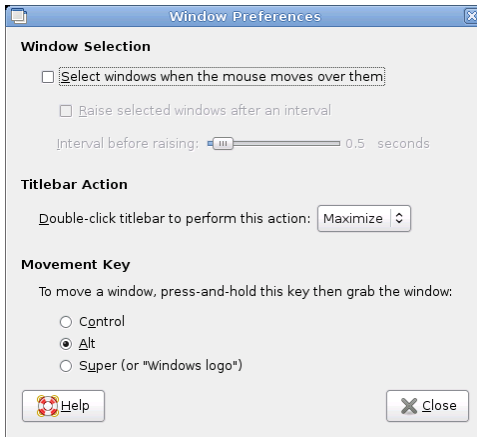 Window Preferences
Window Selection
Select windows when the mouse moves over them
Raise selected windows after an interval
Interval before raising: 0.5 seconds
Titlebar Action
Double-click titlebar to perform this action: Maximize
Movement Key
To move a window, press-and-hold this key then grab the window:
Control
Alt
Super (or "Windows logo")
Help Close